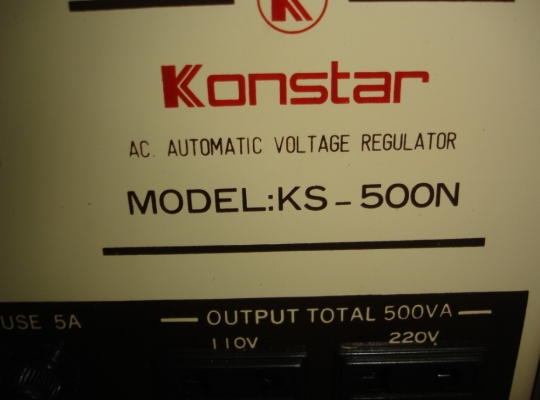 K
Konstar
AC. AUTOMATIC VOLTAGE REGULATOR
MODEL:KS-500N
USE 5A
OUTPUT TOTAL 500VA
110V 220V